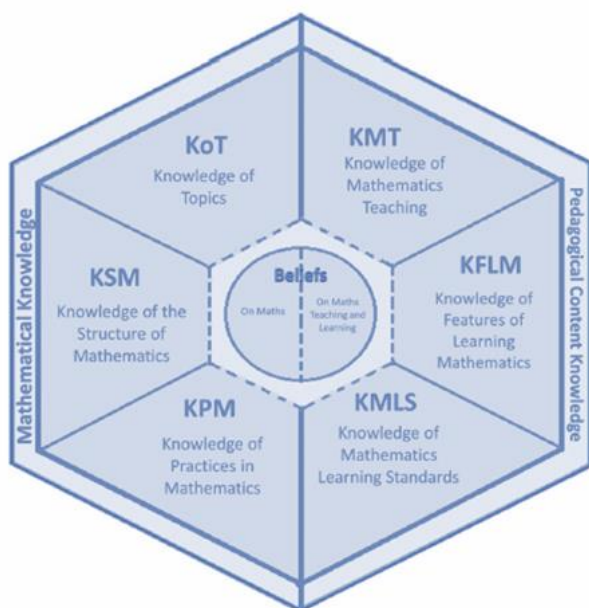 KoT
Knowledge of
Topics
KMT
Knowledge of
Mathematics
Teaching
Mathematical Knowledge
KSM
Knowledge of the
Structure of
Mathematics
Beliefs
On Maths
On Maths
Teaching and
Learning
KFLM
Knowledge of
Features of
Learning
Mathematics
Pedagogical Content Knowledge
KPM
Knowledge of
Practices in
Mathematics
KMLS
Knowledge of
Mathematics
Learning Standards